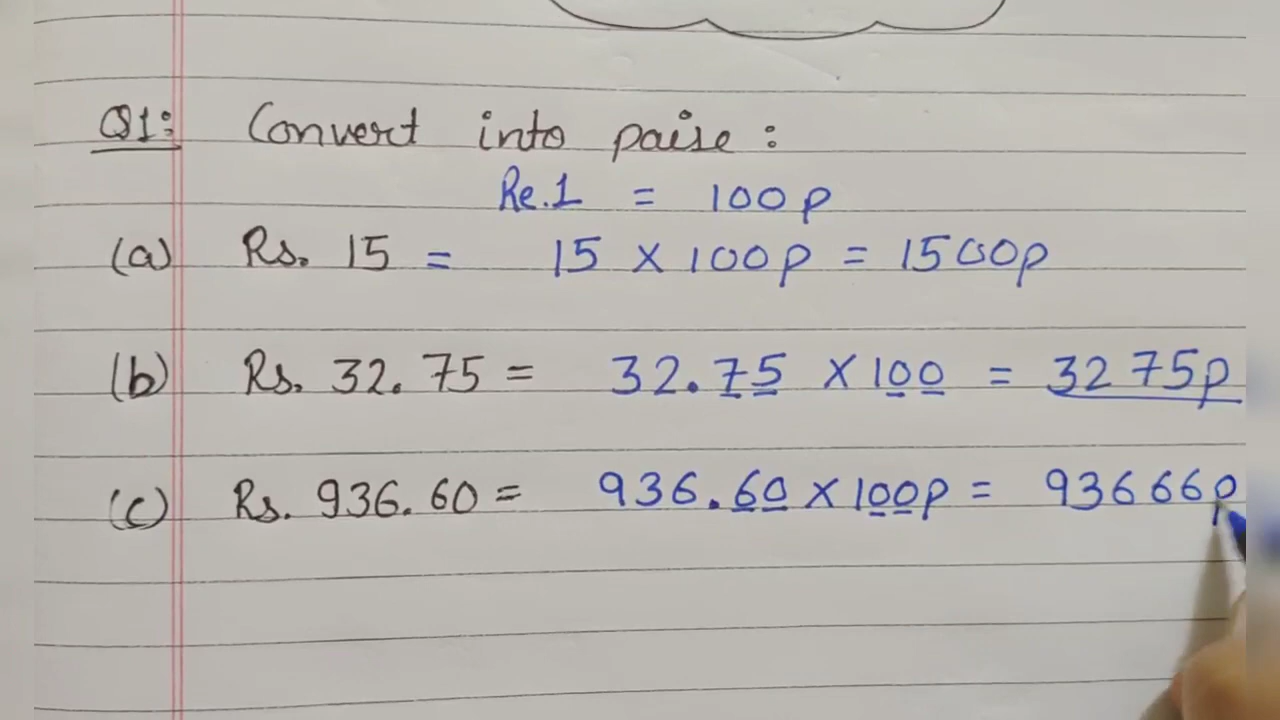 Q1: Convert into paise :
Re.1 = 100p
(a) Rs. 15 = 15 x 100p = 1500p
(b) Rs. 32.75 = 32.75 x 100 = 3275p
(c) Rs. 936.60 = 936.60 x 100p = 93666p